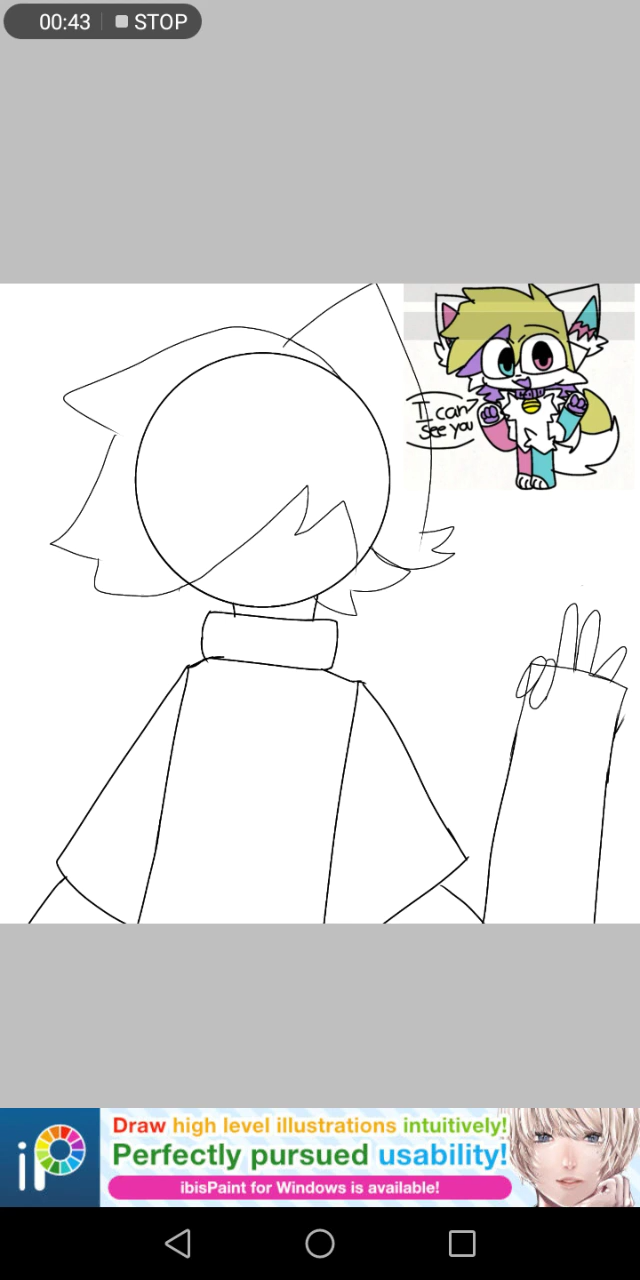 00:43 STOP
I can
see you
Draw high level illustrations intuitively!
Perfectly pursued usability!
ibisPaint for Windows is available!
ip